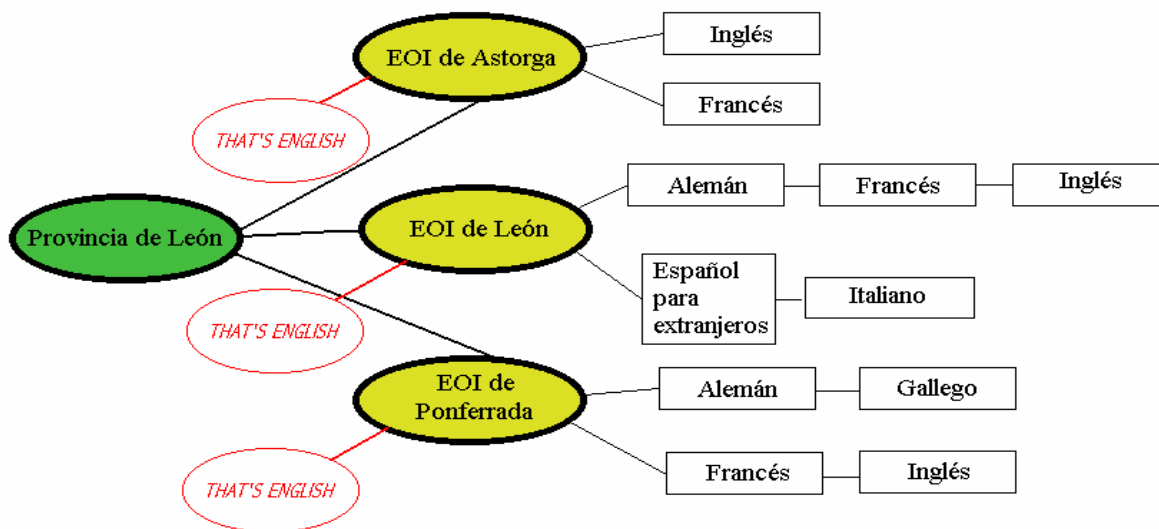 Inglés
EOI de Astorga
Francés
THAT'S ENGLISH
Alemán
Francés
Inglés
Provincia de León
EOI de León
Español
para
extranjeros
Italiano
THAT'S ENGLISH
EOI de
Ponferrada
Alemán
Gallego
Francés
Inglés
THAT'S ENGLISH